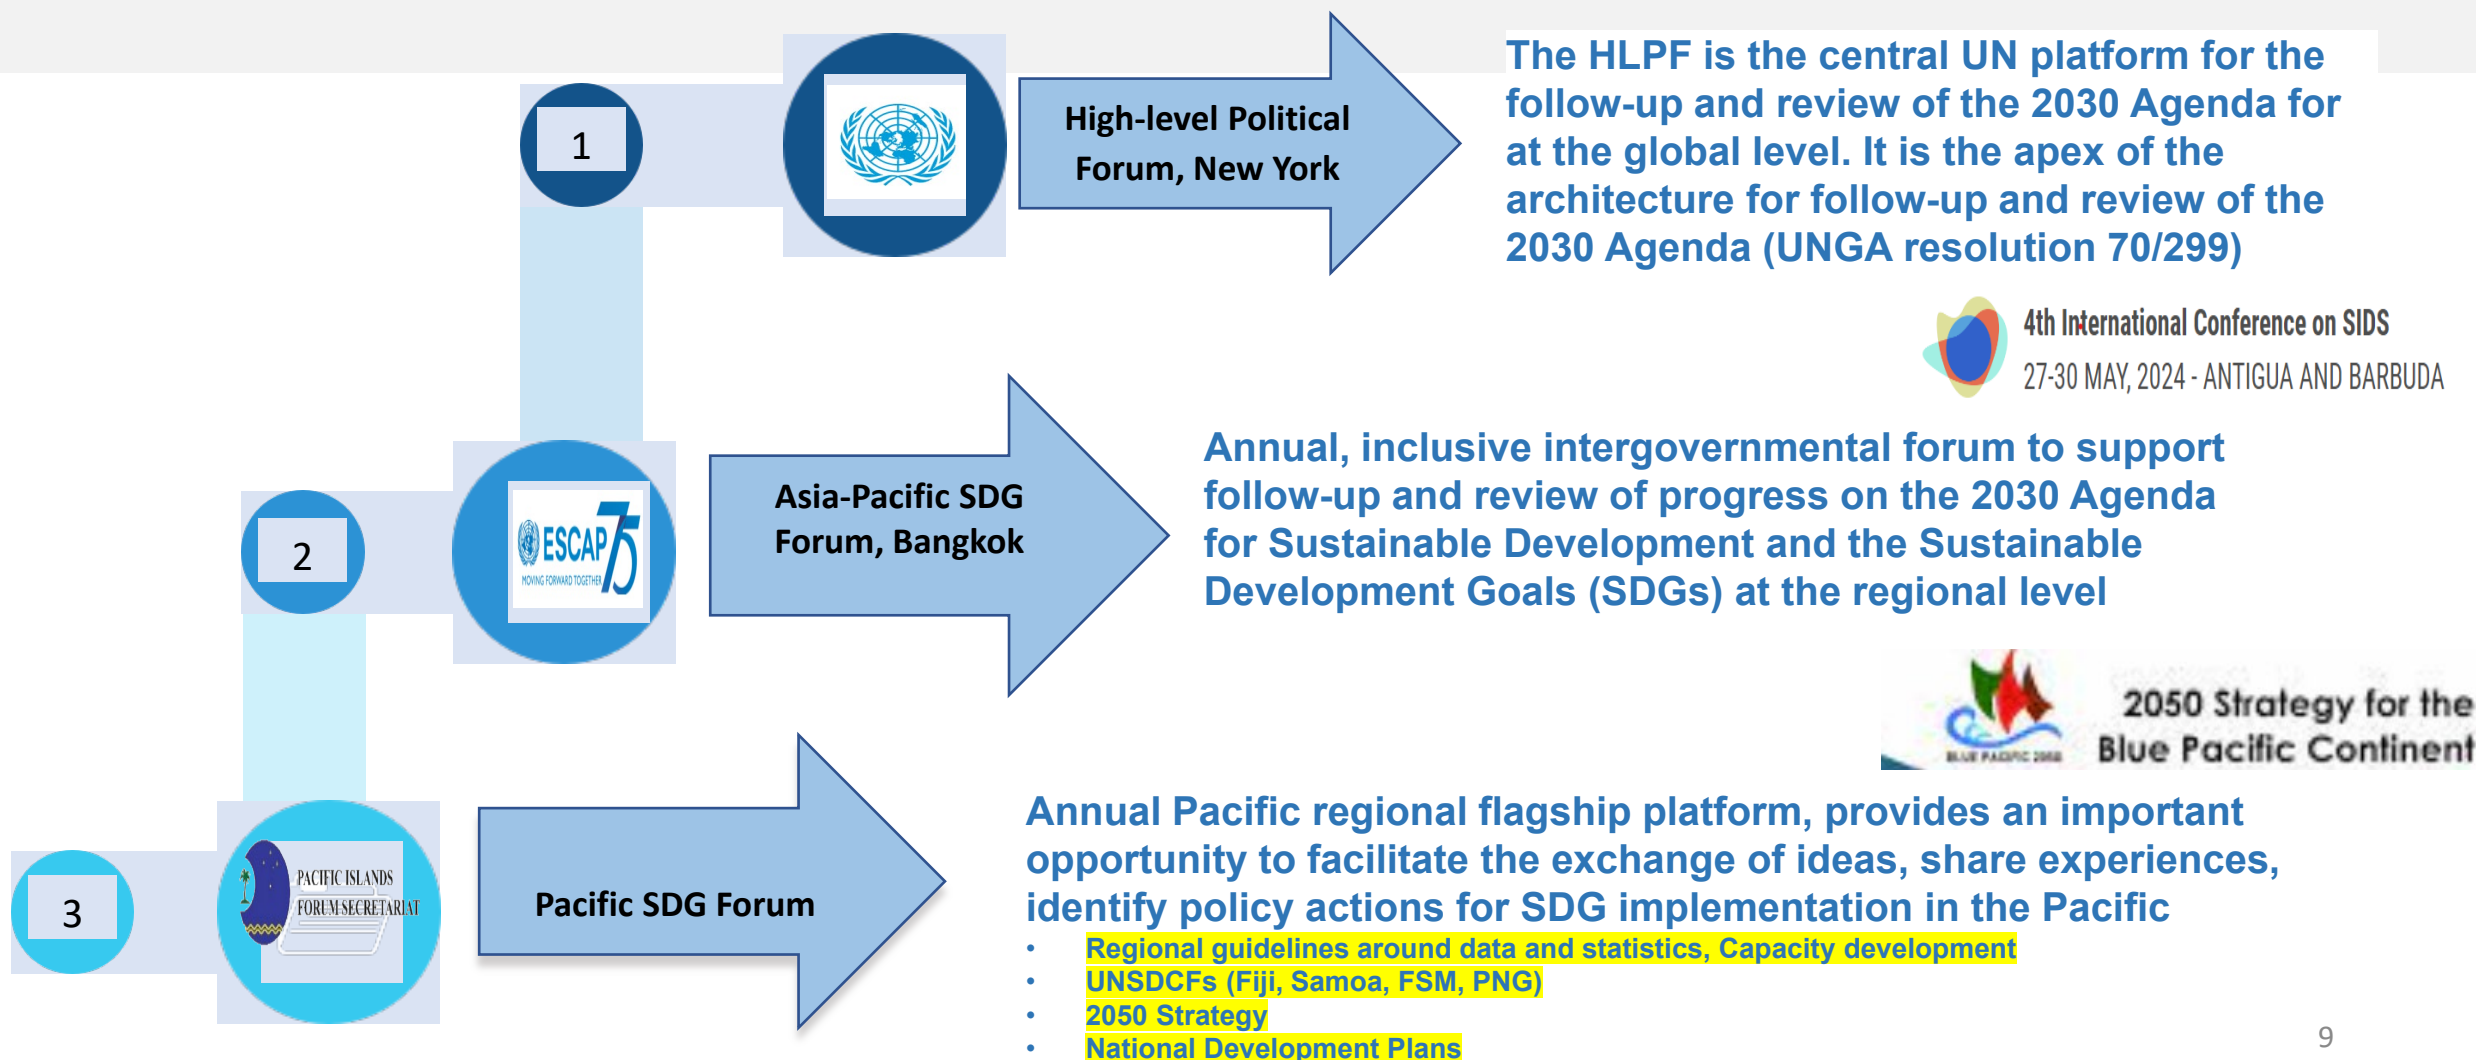 1
High-level Political
Forum, New York
The HLPF is the central UN platform for the
follow-up and review of the 2030 Agenda for
at the global level. It is the apex of the
architecture for follow-up and review of the
2030 Agenda (UNGA resolution 70/299)
4th International Conference on SIDS
27-30 MAY, 2024 - ANTIGUA AND BARBUDA
2
ESCAP 75
MOVING FORWARD TOGETHER
Asia-Pacific SDG
Forum, Bangkok
Annual, inclusive intergovernmental forum to support
follow-up and review of progress on the 2030 Agenda
for Sustainable Development and the Sustainable
Development Goals (SDGs) at the regional level
BLUE PACIFIC 2050
2050 Strategy for the
Blue Pacific Continent
3
PACIFIC ISLANDS
FORUM SECRETARIAT
Pacific SDG Forum
Annual Pacific regional flagship platform, provides an important
opportunity to facilitate the exchange of ideas, share experiences,
identify policy actions for SDG implementation in the Pacific
• Regional guidelines around data and statistics, Capacity development
• UNSDCFs (Fiji, Samoa, FSM, PNG)
• 2050 Strategy
• National Development Plans
9